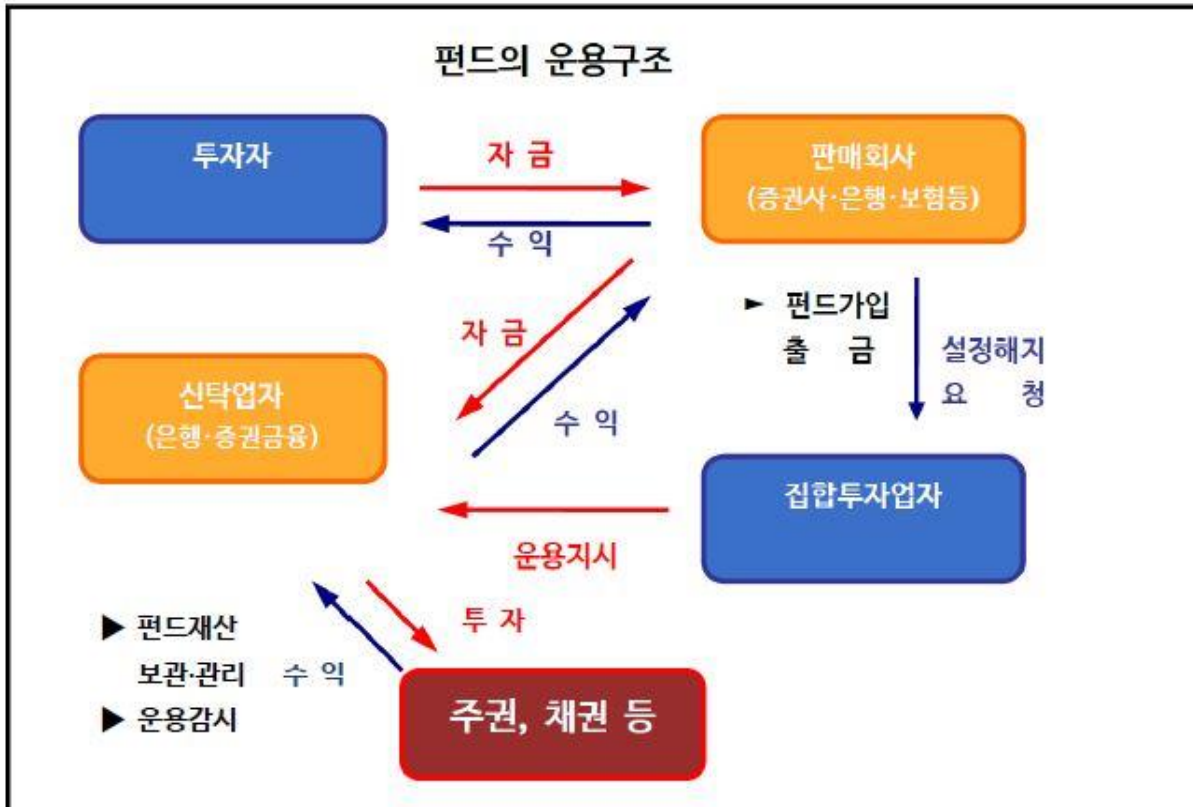 펀드의 운용구조
투자자
자 금
판매회사
(증권사·은행·보험등)
수 익
► 펀드가입
출 금
설정해지
요 청
자 금
신탁업자
(은행·증권금융)
수 익
집합투자업자
운용지시
투 자
▶ 펀드재산
보관·관리
수 익
▶ 운용감시
주권, 채권 등